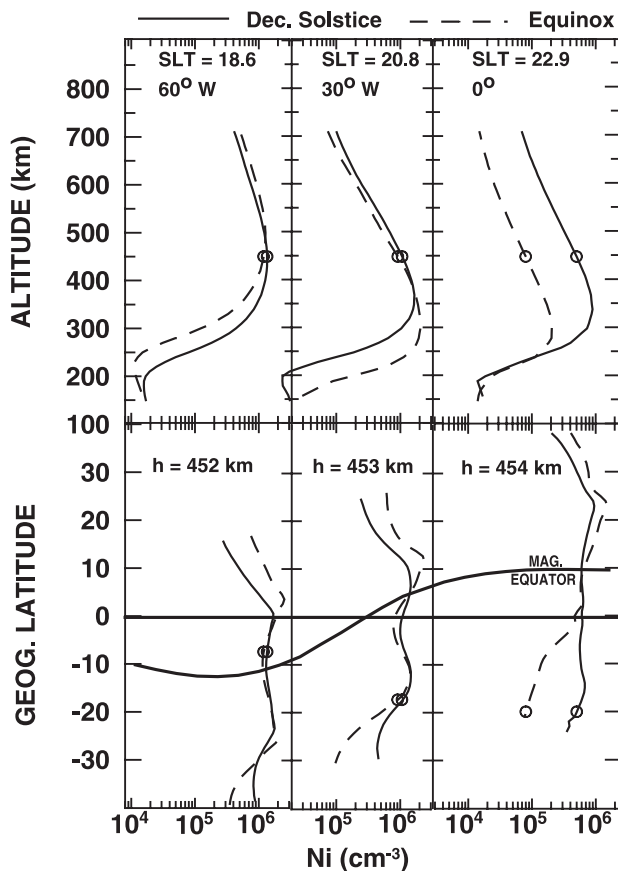 Dec. Solstice Equinox
SLT = 18.6 SLT = 20.8 SLT = 22.9
60° W 30° W 0°
ALTITUDE (km)
800
700
600
500
400
300
200
100
h = 452 km h = 453 km h = 454 km
GEOG. LATITUDE
30
20
10
0
-10
-20
-30
MAG.
EQUATOR
10⁴ 10⁵ 10⁶ 10⁵ 10⁶ 10⁵ 10⁶
Ni (cm⁻³)